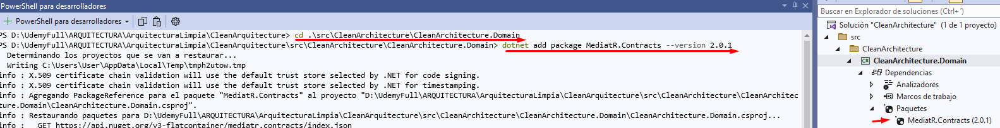 PowerShell para desarrolladores
PowerShell para desarrolladores
PS D:\UdemyFull\ARQUITECTURA\ArquitecturaLimpia\CleanArquitecture> cd .\src\CleanArchitecture\CleanArchitecture.Domain
PS D:\UdemyFull\ARQUITECTURA\ArquitecturaLimpia\CleanArquitecture\src\CleanArchitecture\CleanArchitecture.Domain> dotnet add package MediatR.Contracts --version 2.0.1
Determinando los proyectos que se van a restaurar...
Writing C:\Users\User\AppData\Local\Temp\tmph2utow.tmp
info : X.509 certificate chain validation will use the default trust store selected by .NET for code signing.
info : X.509 certificate chain validation will use the default trust store selected by .NET for timestamping.
info : Agregando PackageReference para el paquete "MediatR.Contracts" al proyecto "D:\UdemyFull\ARQUITECTURA\ArquitecturaLimpia\CleanArquitecture\src\CleanArchitecture\CleanArchitec
ture.Domain\CleanArchitecture.Domain.csproj".
info : Restaurando paquetes para D:\UdemyFull\ARQUITECTURA\ArquitecturaLimpia\CleanArquitecture\src\CleanArchitecture\CleanArchitecture.Domain\CleanArchitecture.Domain.csproj...
info :   GET https://api.nuget.org/v3-flatcontainer/mediatr.contracts/index.json
Buscar en Explorador de soluciones (Ctrl+´)
Solución "CleanArchitecture" (1 de 1 proyecto)
src
CleanArchitecture
C# CleanArchitecture.Domain
Dependencias
Analizadores
Marcos de trabajo
Paquetes
MediatR.Contracts (2.0.1)